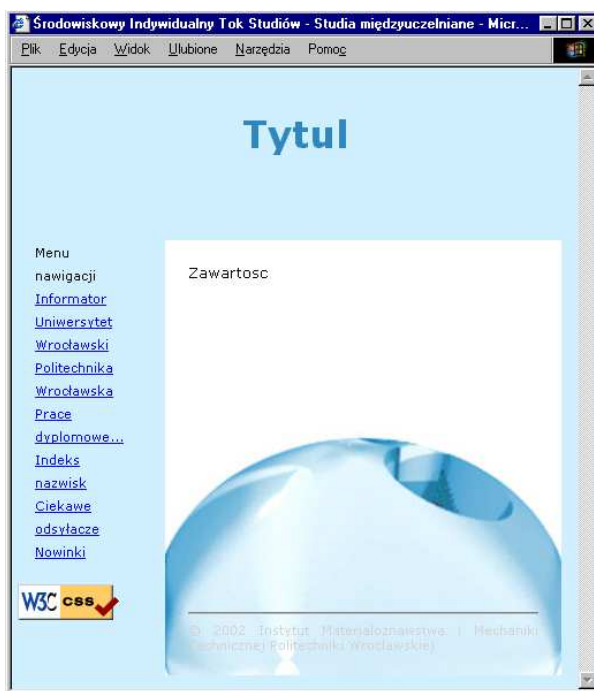 Środowiskowy Indywidualny Tok Studiów - Studia międzyuczelniane - Micr...
Plik Edycja Widok Ulubione Narzędzia Pomoc
Tytul
Menu
nawigacji
Informator
Uniwersytet
Wrocławski
Politechnika
Wrocławska
Prace
dyplomowe...
Indeks
nazwisk
Ciekawe
odsyłacze
Nowinki
Zawartosc
W3C css
© 2002 Instytut Materiałoznawstwa i Mechaniki
Technicznej Politechniki Wrocławskiej